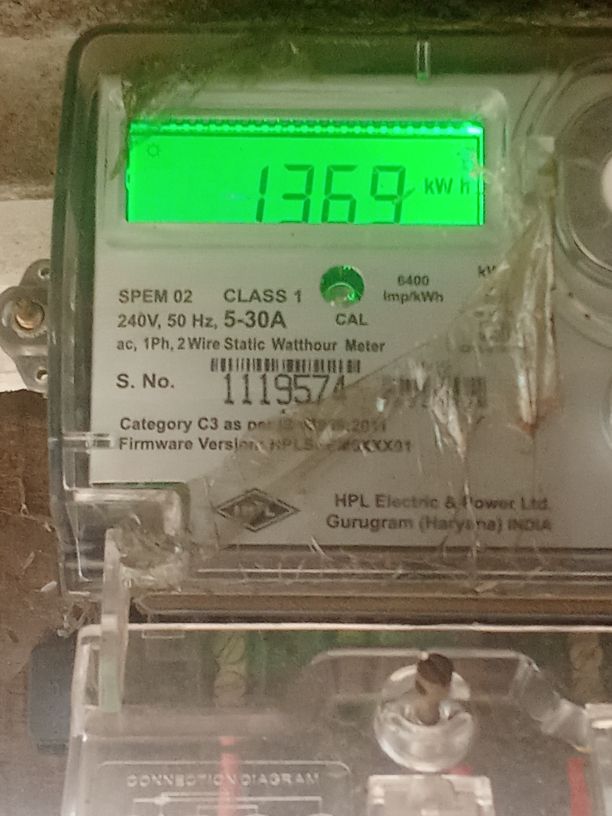 1369 kWh
SPEM 02 CLASS 1 6400
240V, 50 Hz, 5-30A CAL Imp/kWh
ac, 1Ph, 2 Wire Static Watthour Meter
S. No. 1119574
Category C3 as per
Firmware Version:
HPL
HPL Electric & Power Ltd.
Gurugram (Haryana) INDIA
CONNECTION DIAGRAM